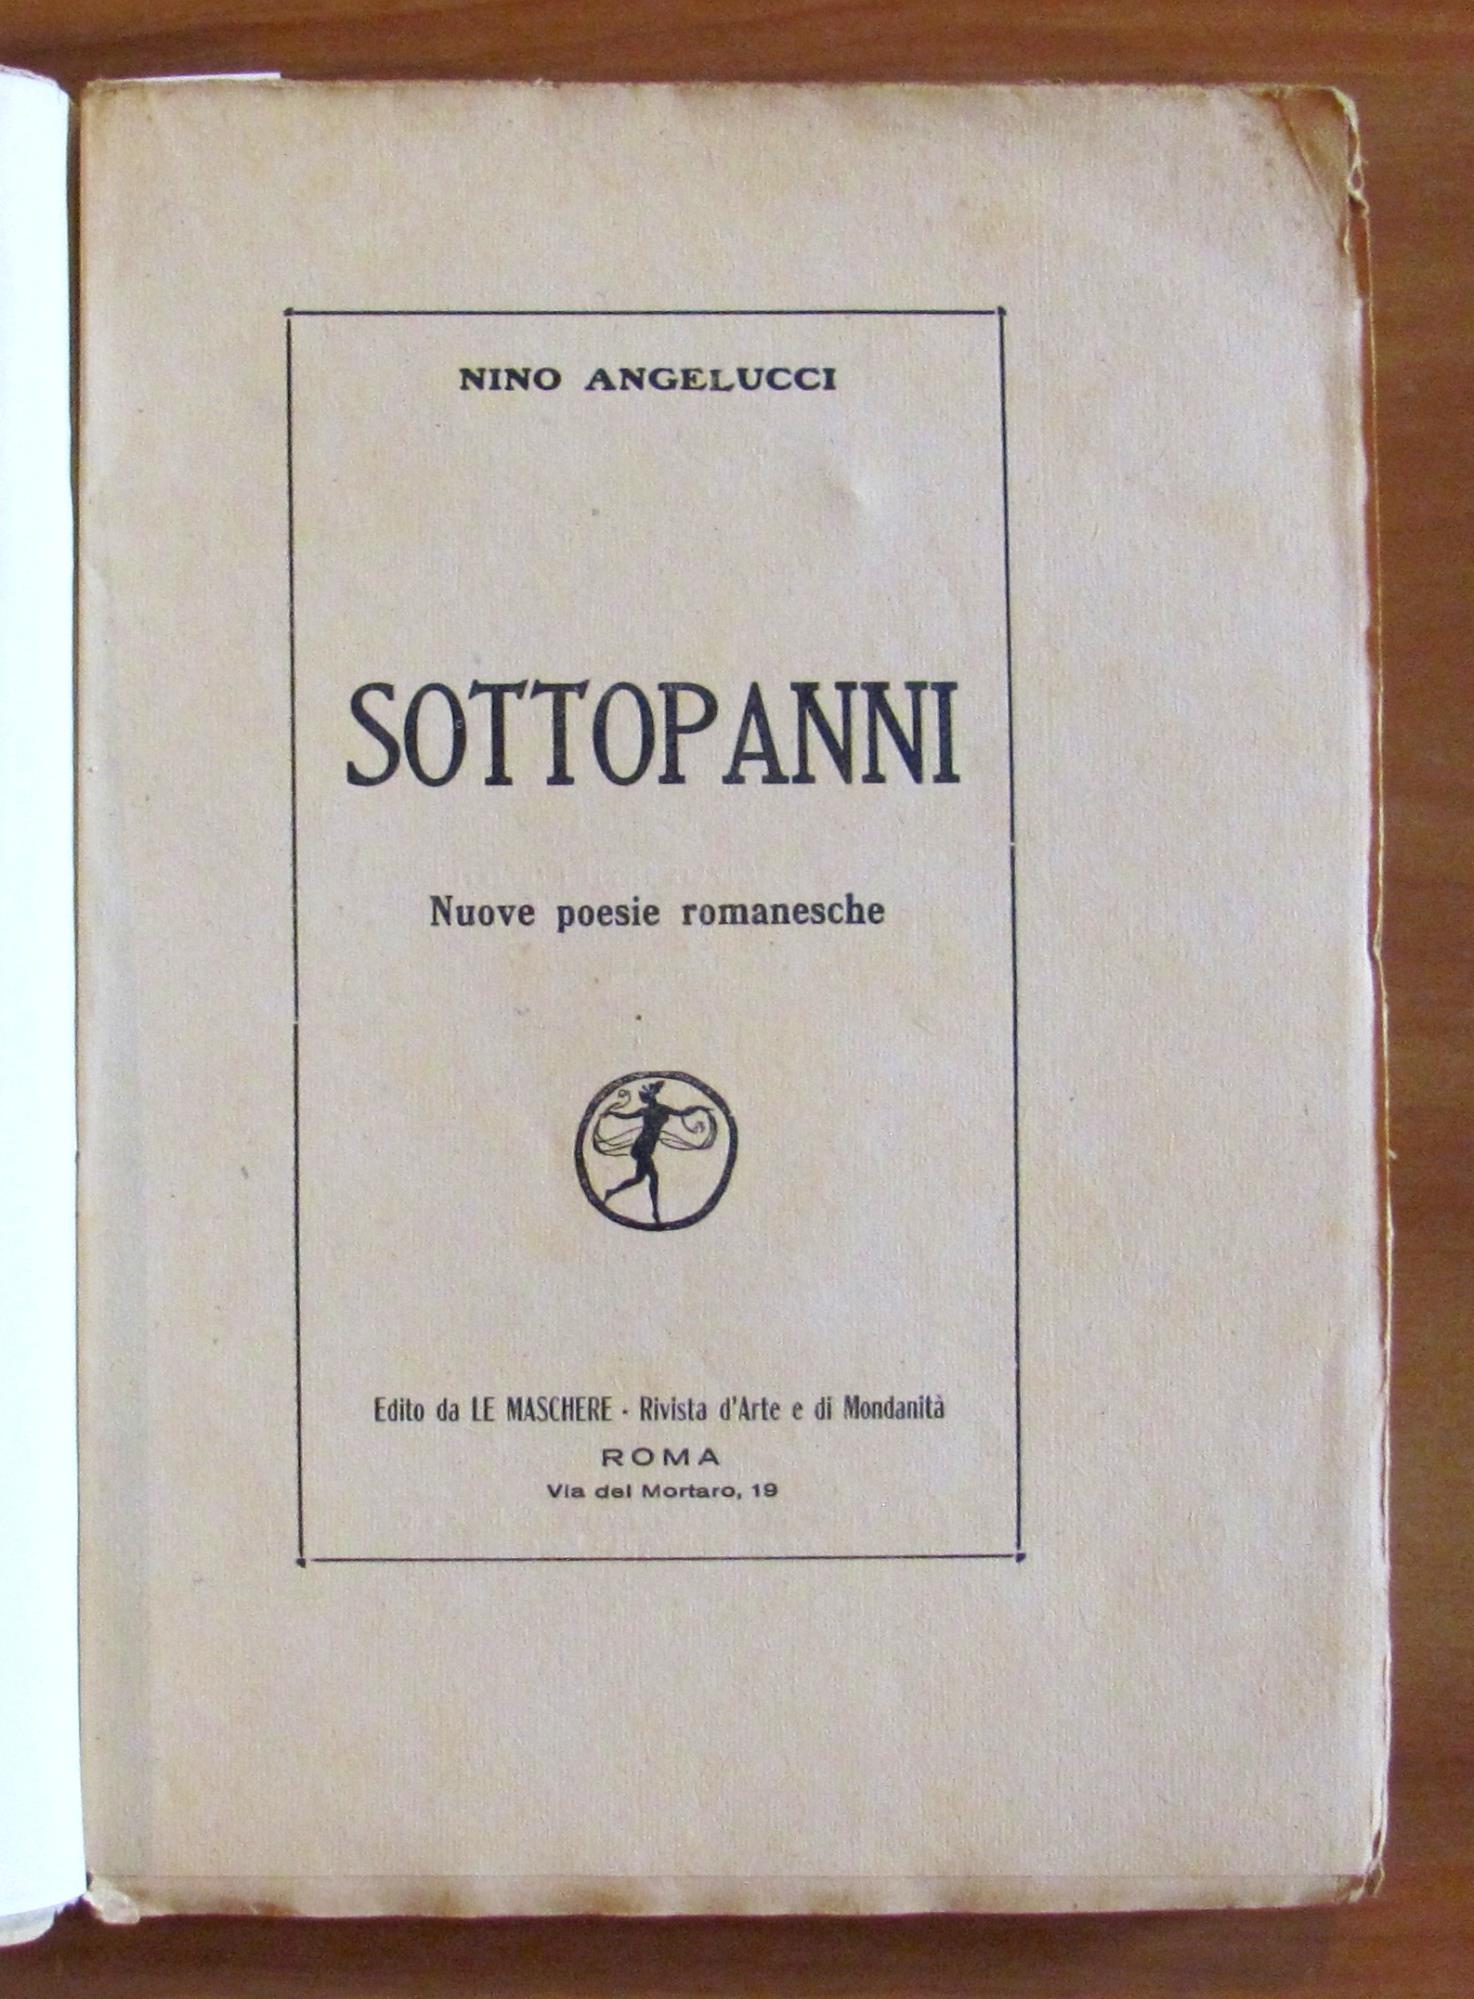 NINO ANGELUCCI
SOTTOPANNI
Nuove poesie romanesche
Edito da LE MASCHERE - Rivista d'Arte e di Mondanità
ROMA
Via del Mortaro, 19